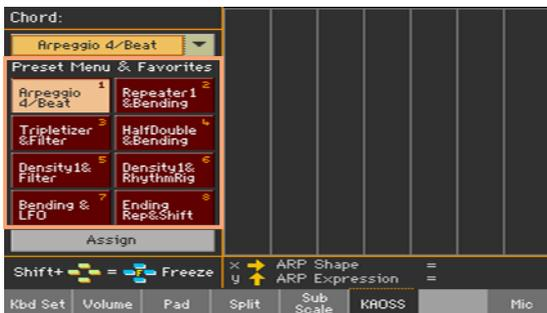 Chord:
Arpeggio 4/Beat
Preset Menu & Favorites
Arpeggio 4/Beat 1
Repeater1 &Bending 2
Tripletizer &Filter 3
HalfDouble &Bending 4
Density1& Filter 5
Density1& RhythmRig 6
Bending & LFO 7
Ending Rep&Shift 8
Assign
Shift+ = F Freeze
x ARP Shape =
y ARP Expression =
Kbd Set Volume Pad Split Sub Scale KAOSS Mic